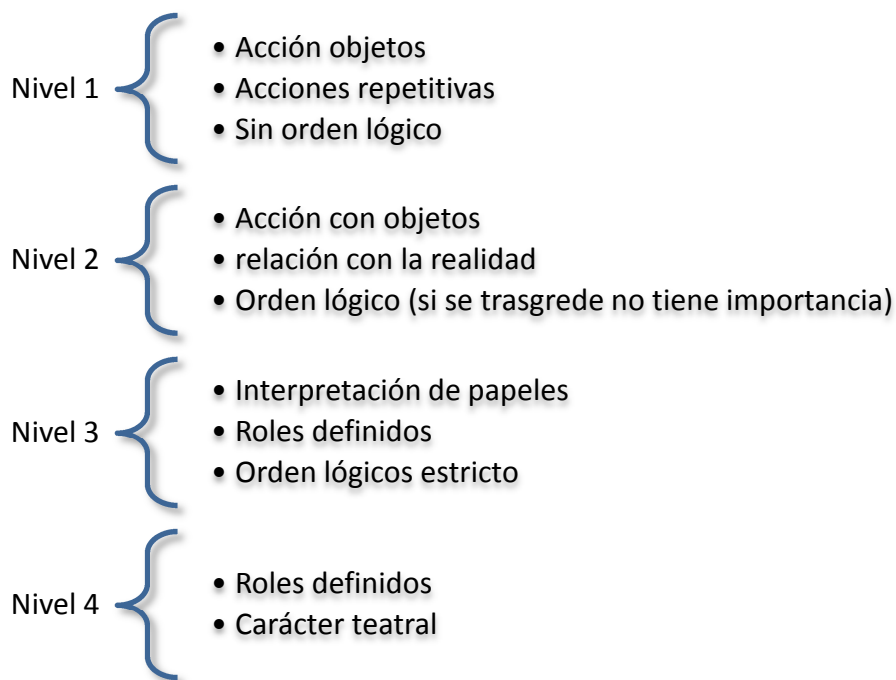 Nivel 1
• Acción objetos
• Acciones repetitivas
• Sin orden lógico
Nivel 2
• Acción con objetos
• relación con la realidad
• Orden lógico (si se trasgrede no tiene importancia)
Nivel 3
• Interpretación de papeles
• Roles definidos
• Orden lógicos estricto
Nivel 4
• Roles definidos
• Carácter teatral